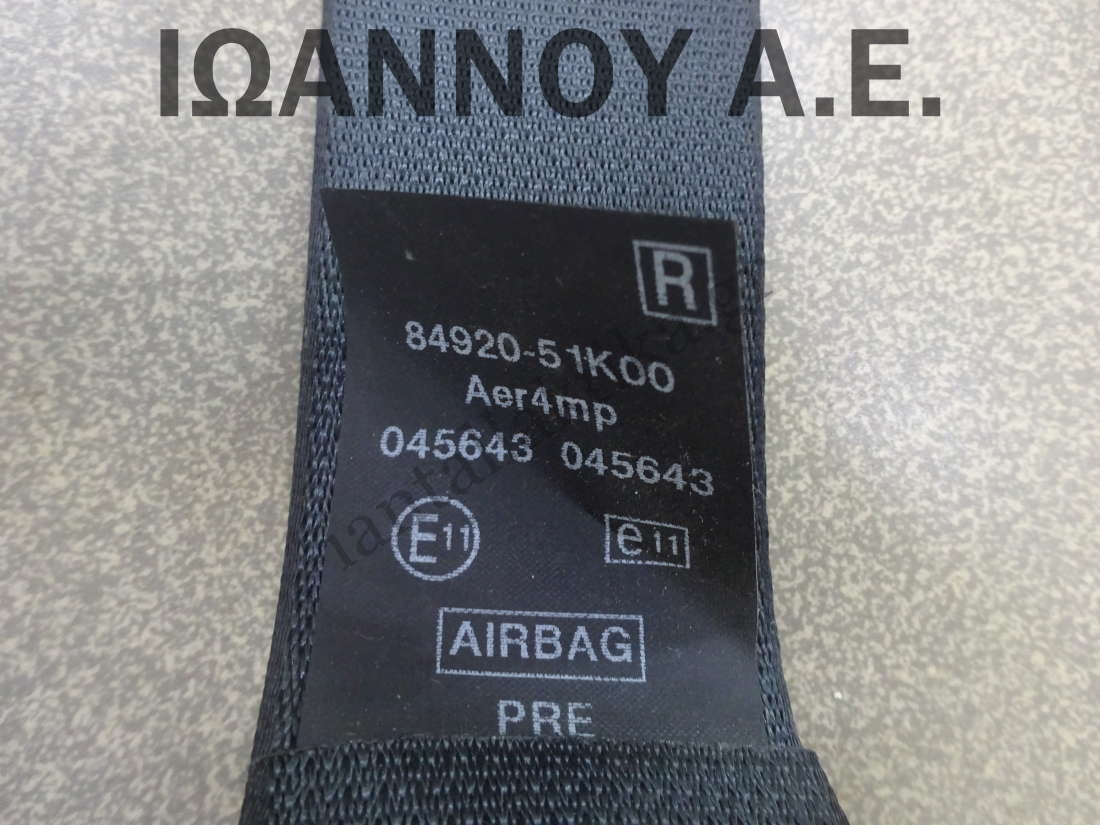 ΙΩΑΝΝΟΥ Α.Ε.
R
84920-51K00
Aer4mp
045643 045643
E11 e11
AIRBAG
PRE